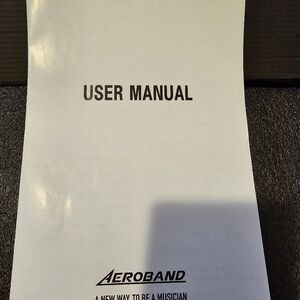 USER MANUAL
AEROBAND
A NEW WAY TO BE A MUSICIAN